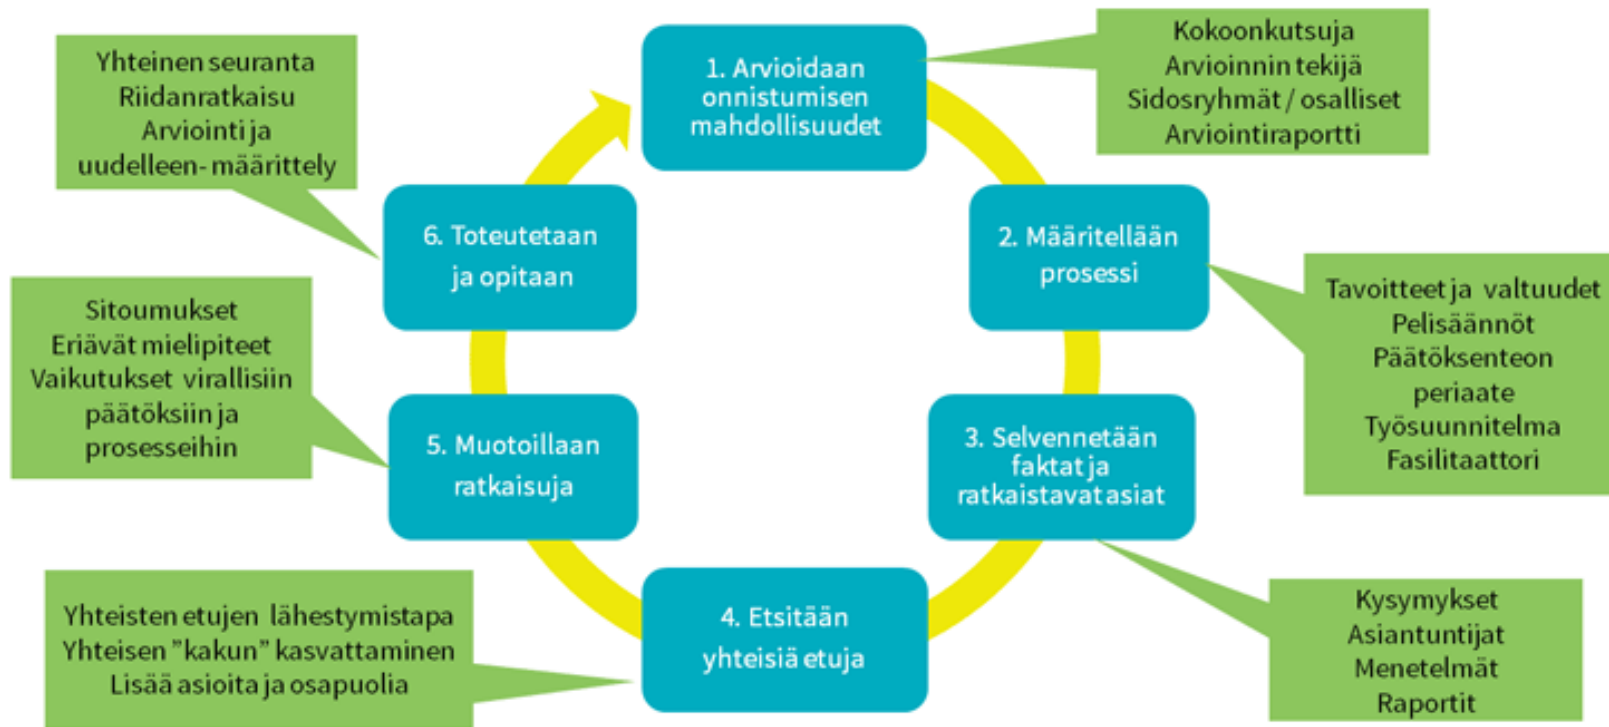 1. Arvioidaan
onnistumisen
mahdollisuudet
Kokoonkutsuja
Arvioinnin tekijä
Sidosryhmät / osalliset
Arviointiraportti
2. Määritellään
prosessi
Tavoitteet ja valtuudet
Pelisäännöt
Päätöksenteon
periaate
Työsuunnitelma
Fasilitaattori
3. Selvennetään
faktat ja
ratkaistavat asiat
Kysymykset
Asiantuntijat
Menetelmät
Raportit
4. Etsitään
yhteisiä etuja
Yhteisten etujen lähestymistapa
Yhteisen ”kakun” kasvattaminen
Lisää asioita ja osapuolia
5. Muotoillaan
ratkaisuja
Sitoumukset
Eriävät mielipiteet
Vaikutukset virallisiin
päätöksiin ja
prosesseihin
6. Toteutetaan
ja opitaan
Yhteinen seuranta
Riidanratkaisu
Arviointi ja
uudelleen- määrittely